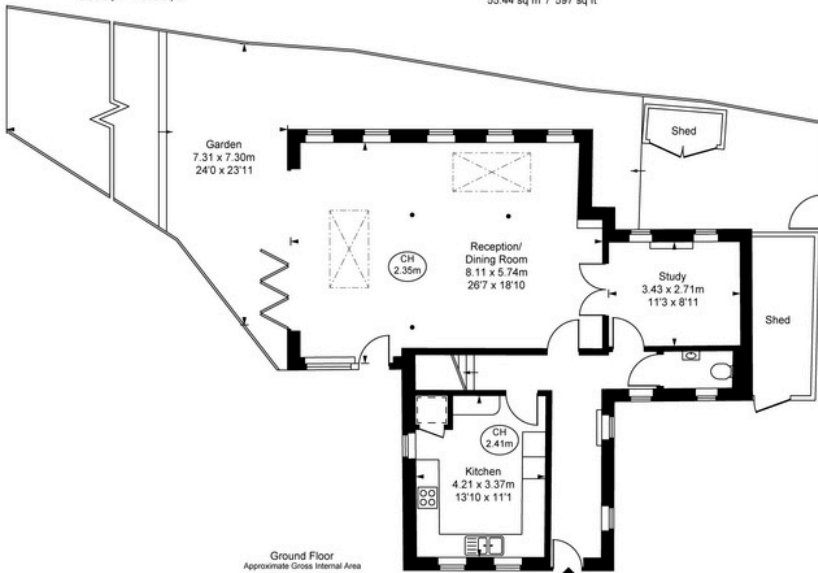 55.44 sq m / 597 sq ft
Garden
7.31 x 7.30m
24'0 x 23'11
Shed
Reception/
Dining Room
8.11 x 5.74m
26'7 x 18'10
CH
2.35m
Study
3.43 x 2.71m
11'3 x 8'11
Shed
CH
2.41m
Kitchen
4.21 x 3.37m
13'10 x 11'1
Ground Floor
Approximate Gross Internal Area